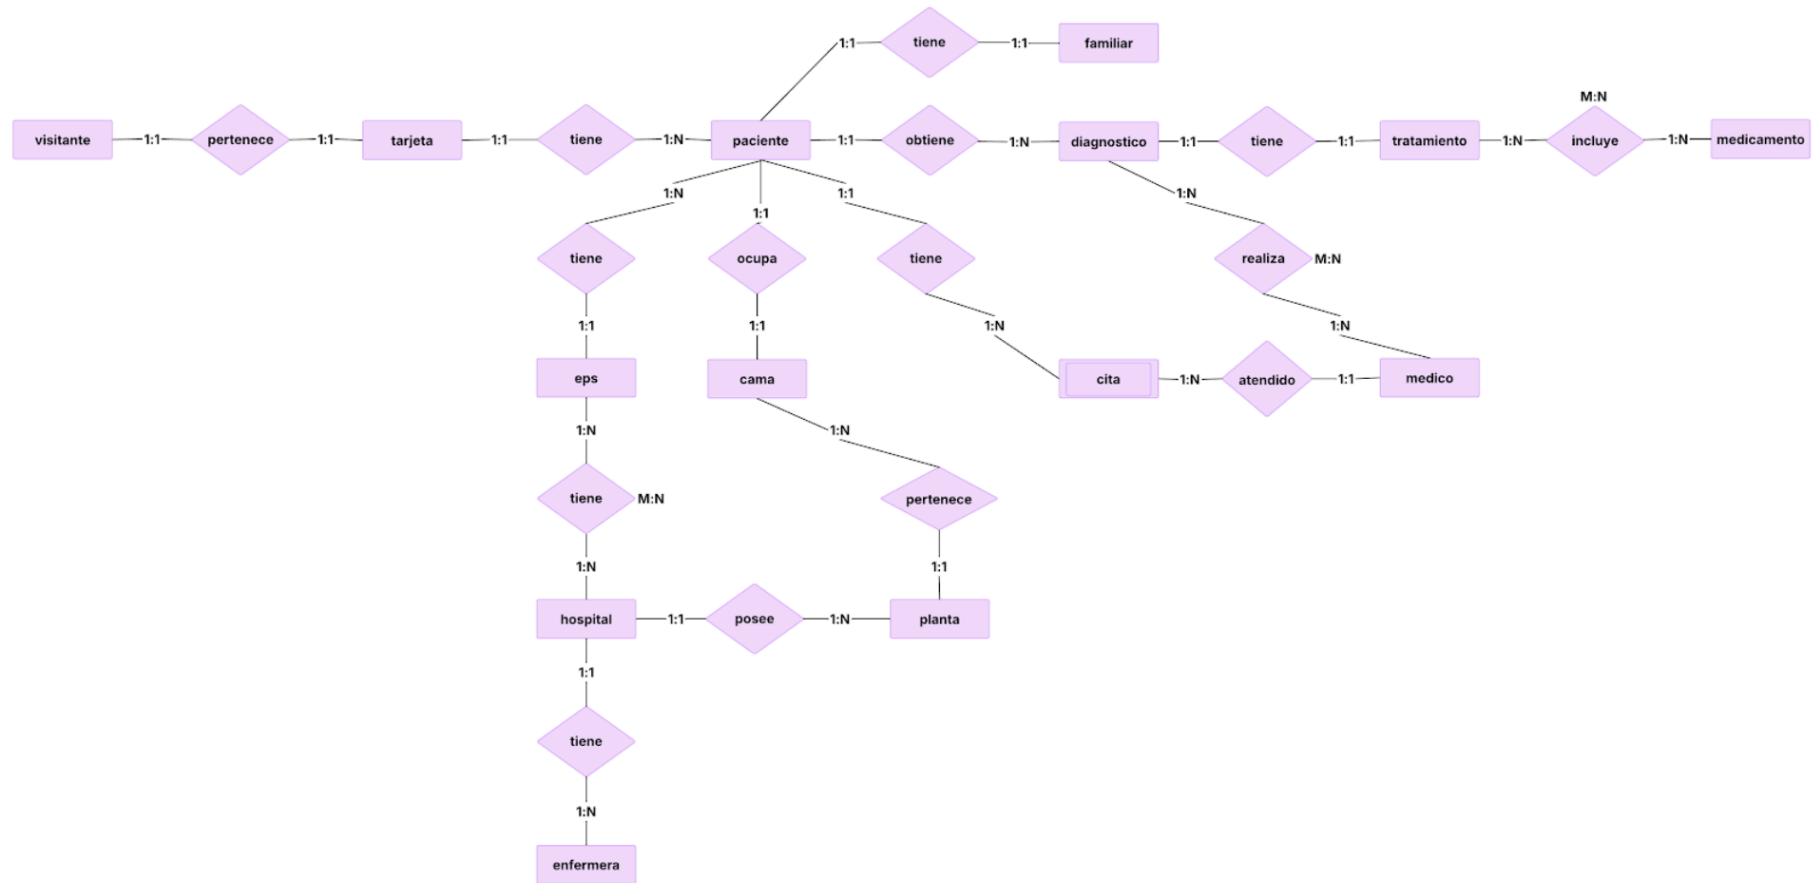 1:1
tiene
1:1
familiar
M:N
visitante
1:1
pertenece
1:1
tarjeta
1:1
tiene
1:N
paciente
1:1
obtiene
1:N
diagnostico
1:1
tiene
1:1
tratamiento
1:N
incluye
1:N
medicamento
1:N
1:1
1:1
1:N
tiene
ocupa
tiene
realiza
M:N
1:1
1:1
1:N
1:N
eps
cama
cita
1:N
atendido
1:1
medico
1:N
1:N
tiene
M:N
pertenece
1:N
1:1
hospital
1:1
posee
1:N
planta
1:1
tiene
1:N
enfermera